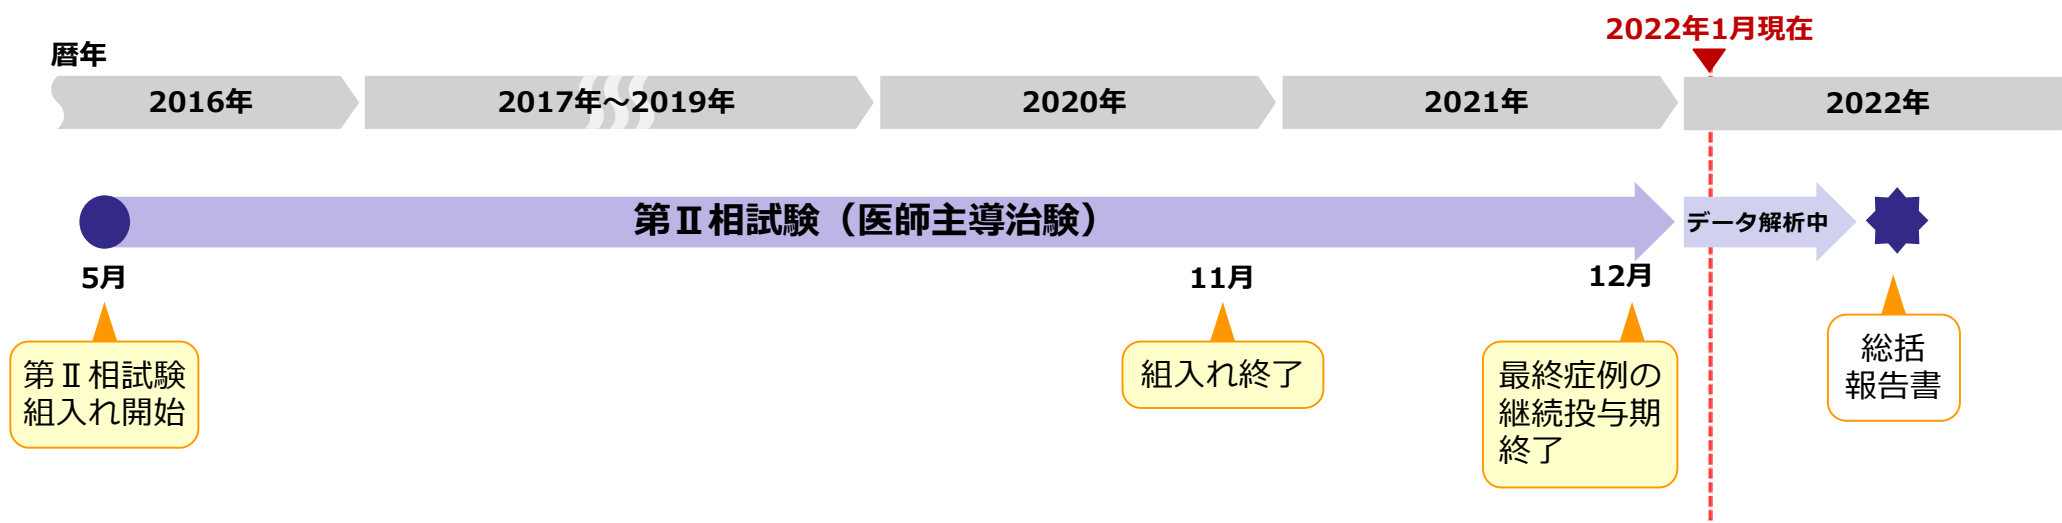 2022年1月現在
暦年
2016年
2017年～2019年
2020年
2021年
2022年
第Ⅱ相試験（医師主導治験）
データ解析中
5月
11月
12月
第Ⅱ相試験
組入れ開始
組入れ終了
最終症例の
継続投与期
終了
総括
報告書